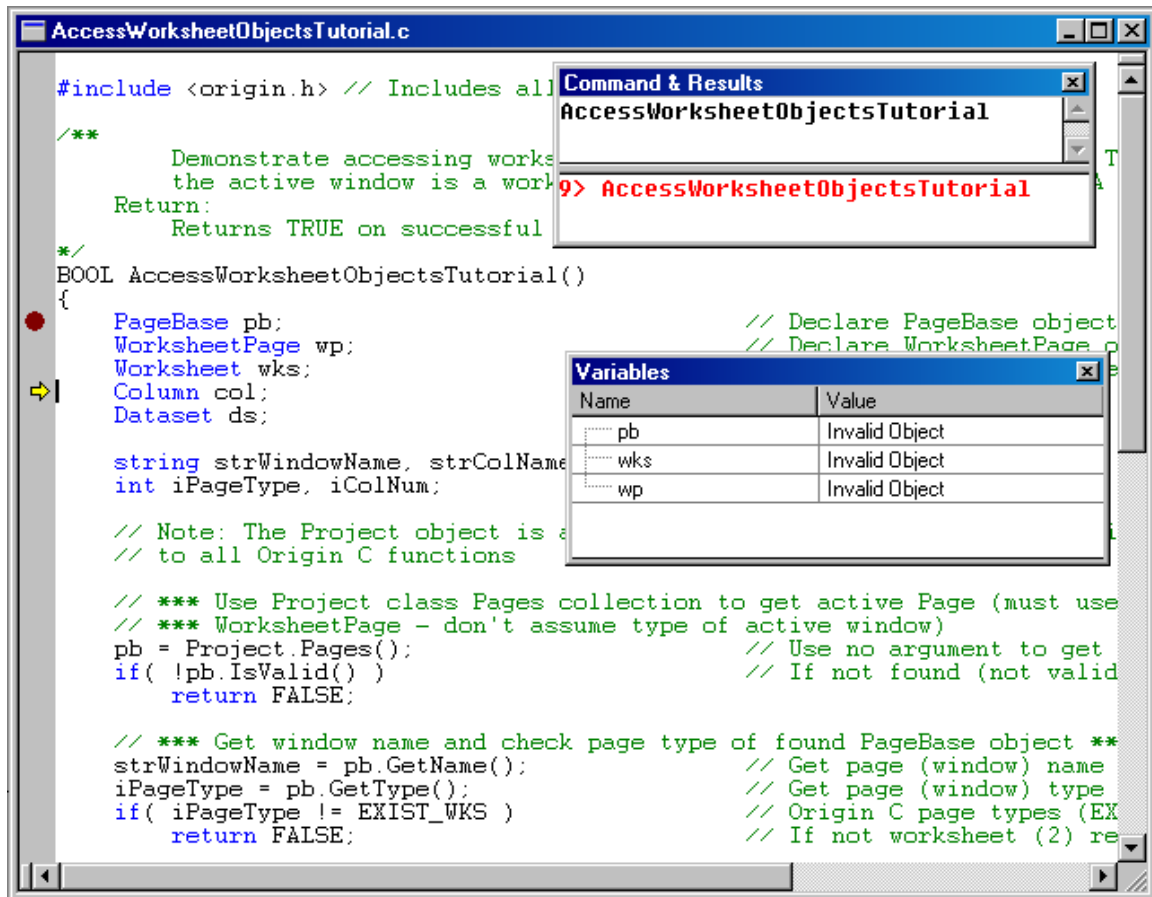 AccessWorksheetObjectsTutorial.c
#include <origin.h> // Includes all
/**
Demonstrate accessing works
the active window is a work
Return:
Returns TRUE on successful
*/
BOOL AccessWorksheetObjectsTutorial()
{
PageBase pb; // Declare PageBase object
WorksheetPage wp; // Declare WorksheetPage o
Worksheet wks;
Column col;
Dataset ds;
string strWindowName, strColName
int iPageType, iColNum;
// Note: The Project object is a
// to all Origin C functions
// *** Use Project class Pages collection to get active Page (must use
// *** WorksheetPage - don't assume type of active window)
pb = Project.Pages(); // Use no argument to get
if( !pb.IsValid() ) // If not found (not valid
return FALSE;
// *** Get window name and check page type of found PageBase object **
strWindowName = pb.GetName(); // Get page (window) name
iPageType = pb.GetType(); // Get page (window) type
if( iPageType != EXIST_WKS ) // Origin C page types (EX
return FALSE; // If not worksheet (2) re
Command & Results
AccessWorksheetObjectsTutorial
9> AccessWorksheetObjectsTutorial
Variables
Name Value
pb Invalid Object
wks Invalid Object
wp Invalid Object